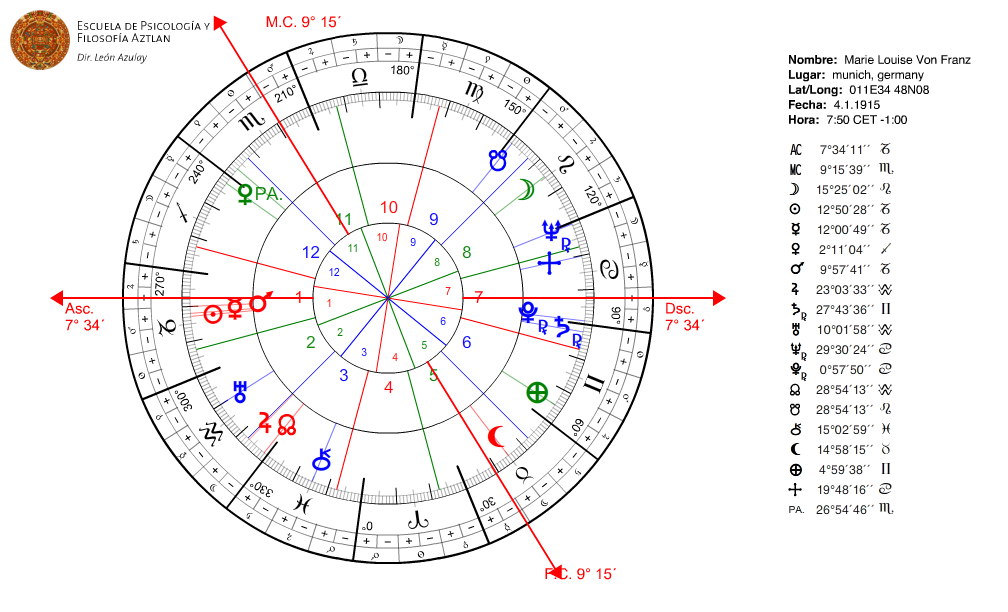 ESCUELA DE PSICOLOGÍA Y
FILOSOFÍA AZTLAN
Dir. León Azulay
M.C. 9° 15´
Nombre: Marie Louise Von Franz
Lugar: munich, germany
Lat/Long: 011E34 48N08
Fecha: 4.1.1915
Hora: 7:50 CET -1:00
AC 7°34´11´´ ♑
MC 9°15´39´´ ♏
☽ 15°25´02´´ ♌
☉ 12°50´28´´ ♑
☿ 12°00´49´´ ♑
♀ 2°11´04´´ ♐
♂ 9°57´41´´ ♑
♃ 23°03´33´´ ♒
♄℞ 27°43´36´´ ♊
♅ 10°01´58´´ ♒
♆℞ 29°30´24´´ ♋
♇℞ 0°57´50´´ ♋
☊ 28°54´13´´ ♒
☋ 28°54´13´´ ♌
⚷ 15°02´59´´ ♓
☾ 14°58´15´´ ♉
⊕ 4°59´38´´ ♊
19°48´16´´ ♋
PA. 26°54´46´´ ♏
180°
210°
150°
240°
120°
270°
90°
300°
60°
330°
0°
30°
PA.
11
10
9
12
8
1
7
2
6
3
4
5
10
11
9
12
8
1
7
2
6
3
4
5
Asc.
7° 34´
Dsc.
7° 34´
F.C. 9° 15´